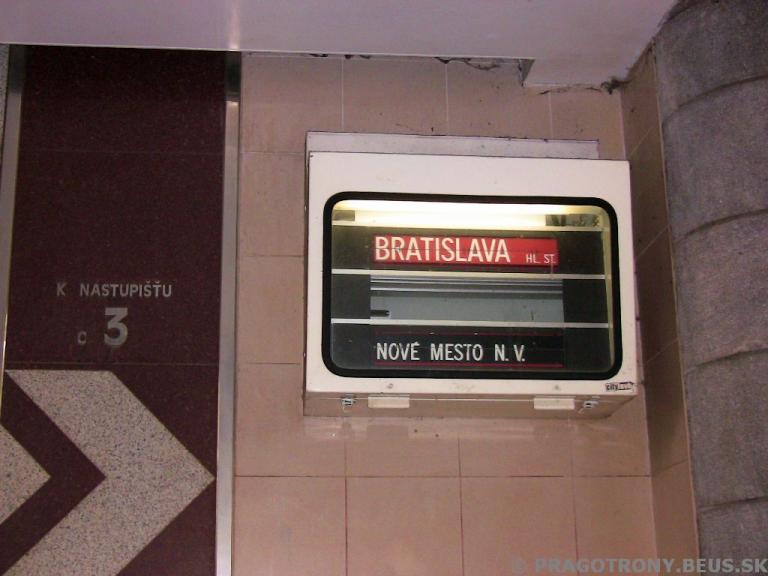 K NASTUPIŠŤU
č 3
BRATISLAVA HL. ST.
NOVÉ MESTO N. V.
© PRAGOTRONY.BEUS.SK